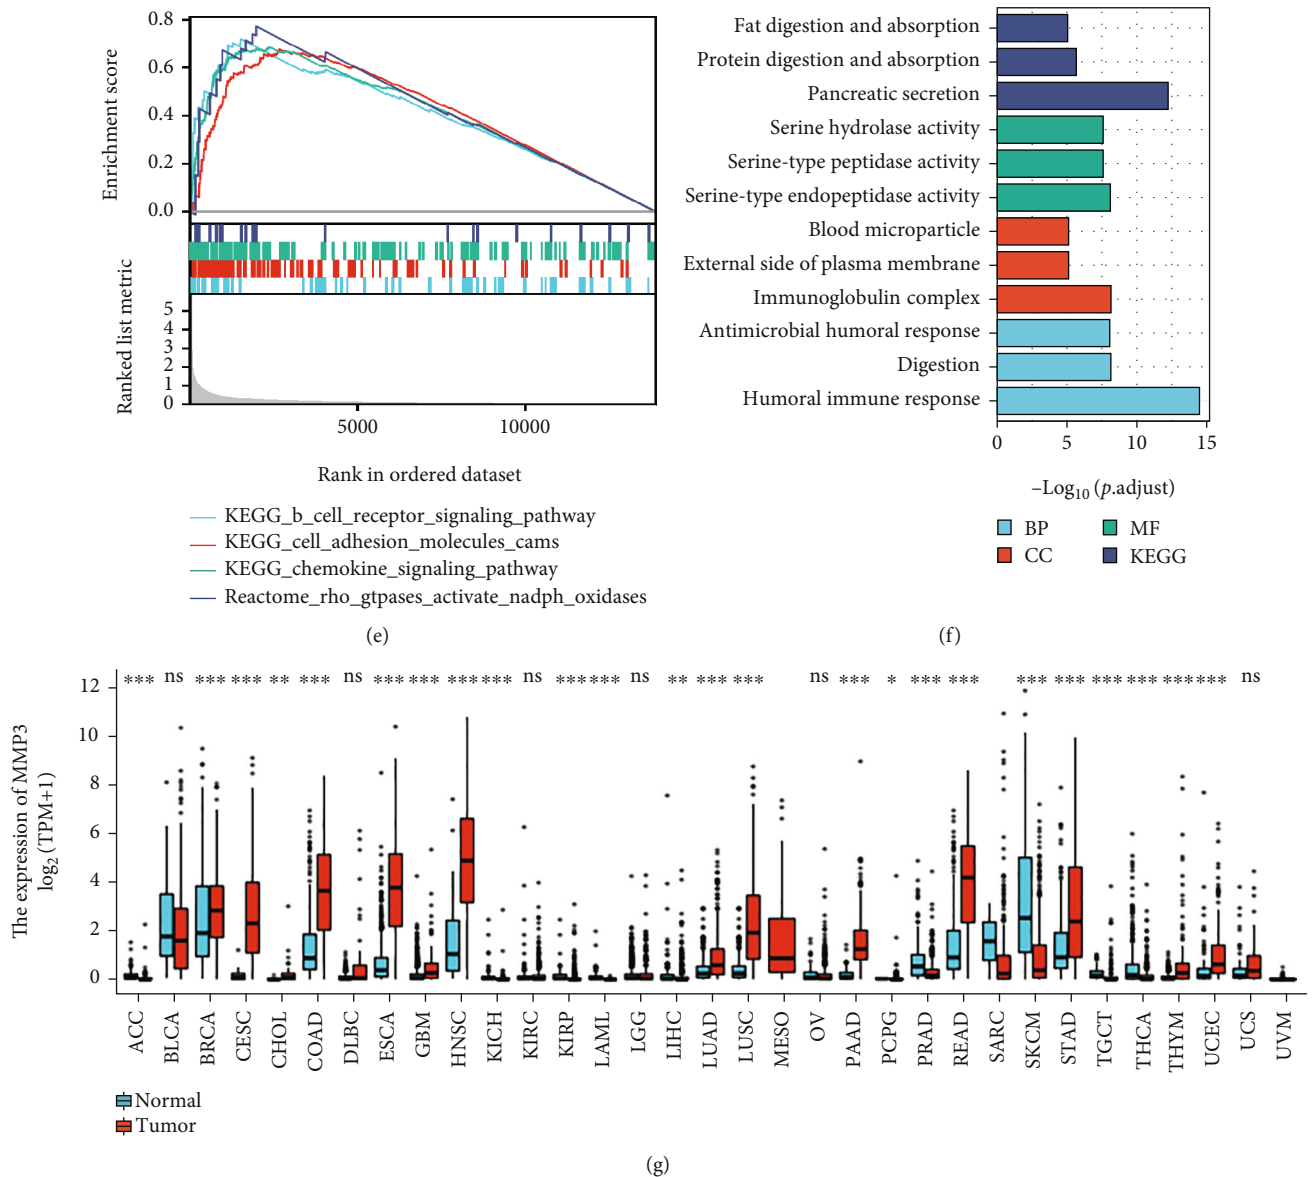 Enrichment score
0.8
0.6
0.4
0.2
0.0
Ranked list metric
5
4
3
2
1
0
5000
10000
Rank in ordered dataset
KEGG_b_cell_receptor_signaling_pathway
KEGG_cell_adhesion_molecules_cams
KEGG_chemokine_signaling_pathway
Reactome_rho_gtpases_activate_nadph_oxidases
(e)
Fat digestion and absorption
Protein digestion and absorption
Pancreatic secretion
Serine hydrolase activity
Serine-type peptidase activity
Serine-type endopeptidase activity
Blood microparticle
External side of plasma membrane
Immunoglobulin complex
Antimicrobial humoral response
Digestion
Humoral immune response
0 5 10 15
–Log10 (p.adjust)
BP MF
CC KEGG
(f)
The expression of MMP3
log2 (TPM+1)
12
10
8
6
4
2
0
*** ns *** *** ** *** ns *** *** *** *** ns *** *** ns ** *** *** ns *** * *** *** *** *** *** *** *** *** ns
ACC BLCA BRCA CESC CHOL COAD DLBC ESCA GBM HNSC KICH KIRC KIRP LAML LGG LIHC LUAD LUSC MESO OV PAAD PCPG PRAD READ SARC SKCM STAD TGCT THCA THYM UCEC UCS UVM
Normal
Tumor
(g)